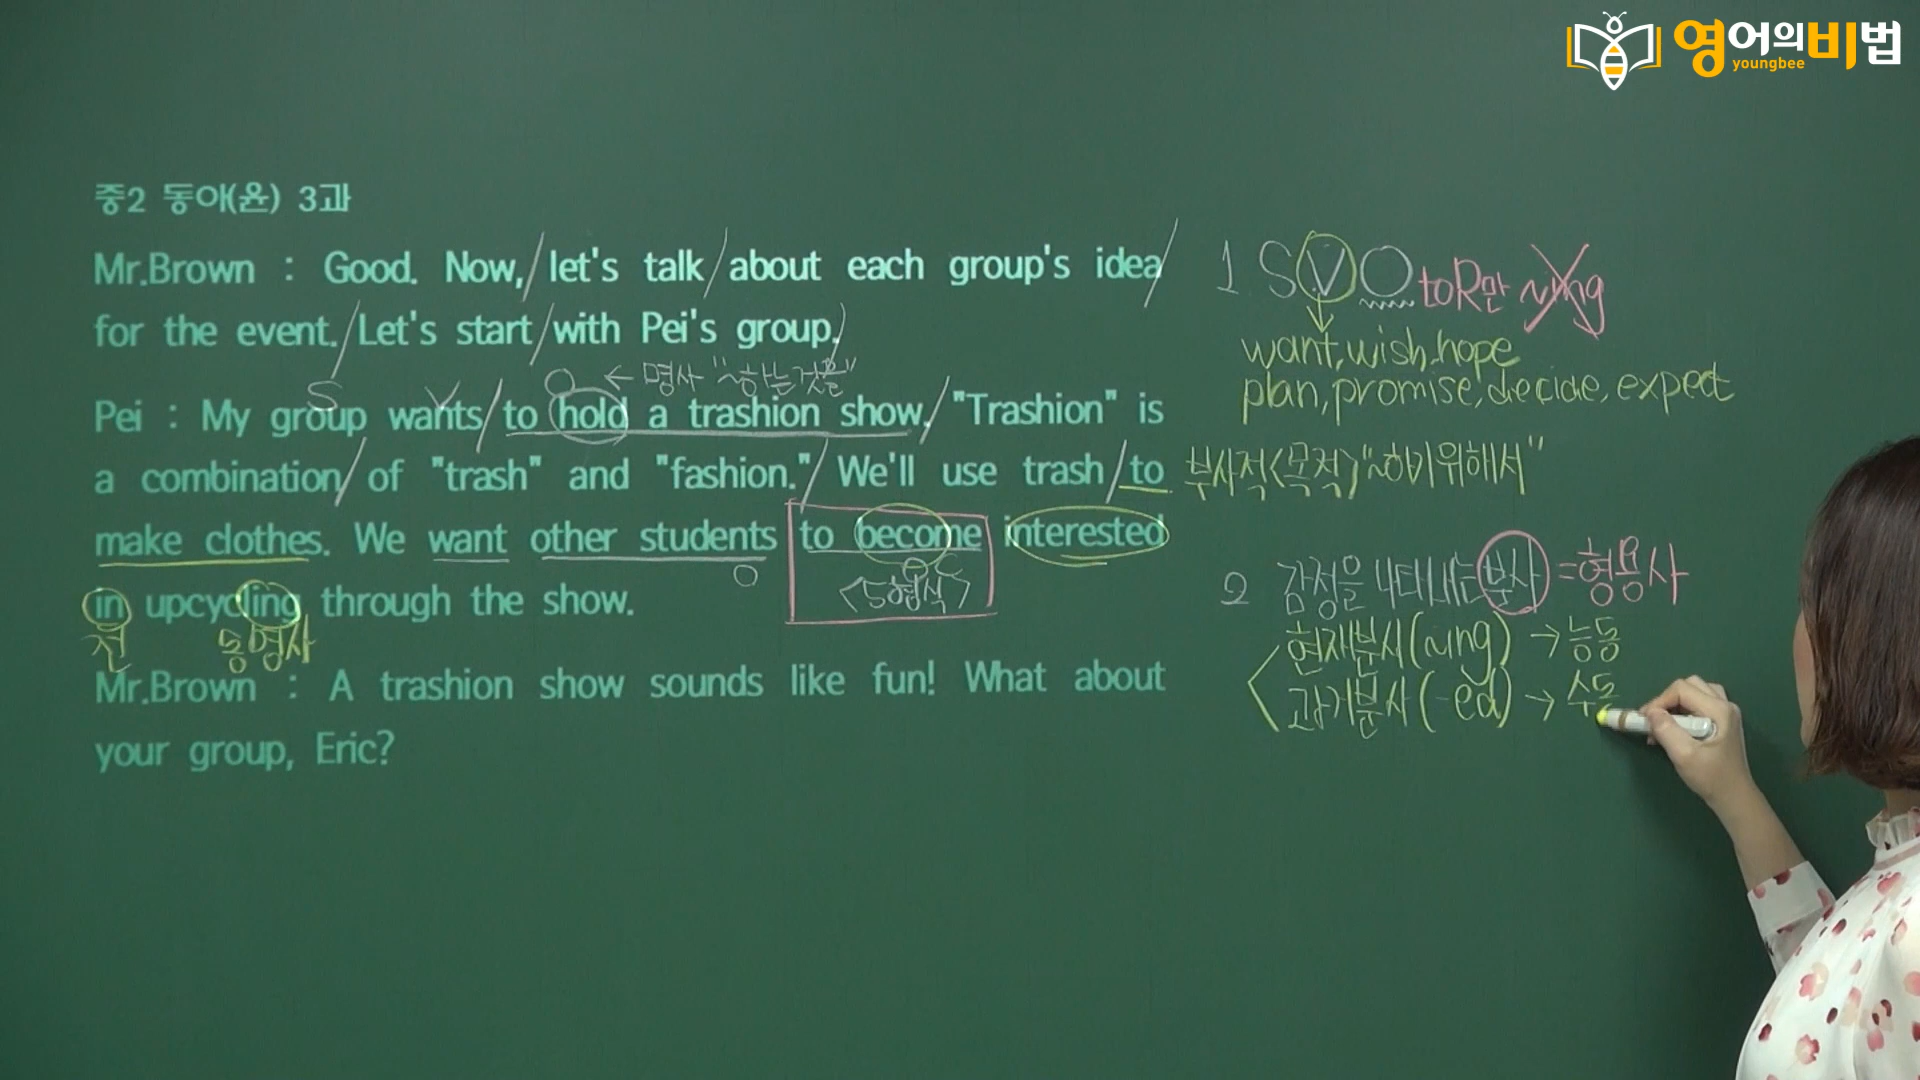 영어의비법
youngbee
중2 동아(윤) 3과
Mr.Brown : Good. Now, let's talk about each group's idea
for the event. Let's start with Pei's group.
S V O ← 명사 "~하는것을"
Pei : My group wants to hold a trashion show. "Trashion" is
a combination of "trash" and "fashion." We'll use trash to
make clothes. We want other students to become interested
O <5형식>
in upcycling through the show.
전 동명사
Mr.Brown : A trashion show sounds like fun! What about
your group, Eric?
1. S V O to R만 ~ing
want, wish, hope
plan, promise, decide, expect
부사적<목적> "~하기위해서"
2 감정을 나타내는 분사 = 형용사
현재분사(~ing) → 능동
과거분사(-ed) → 수동